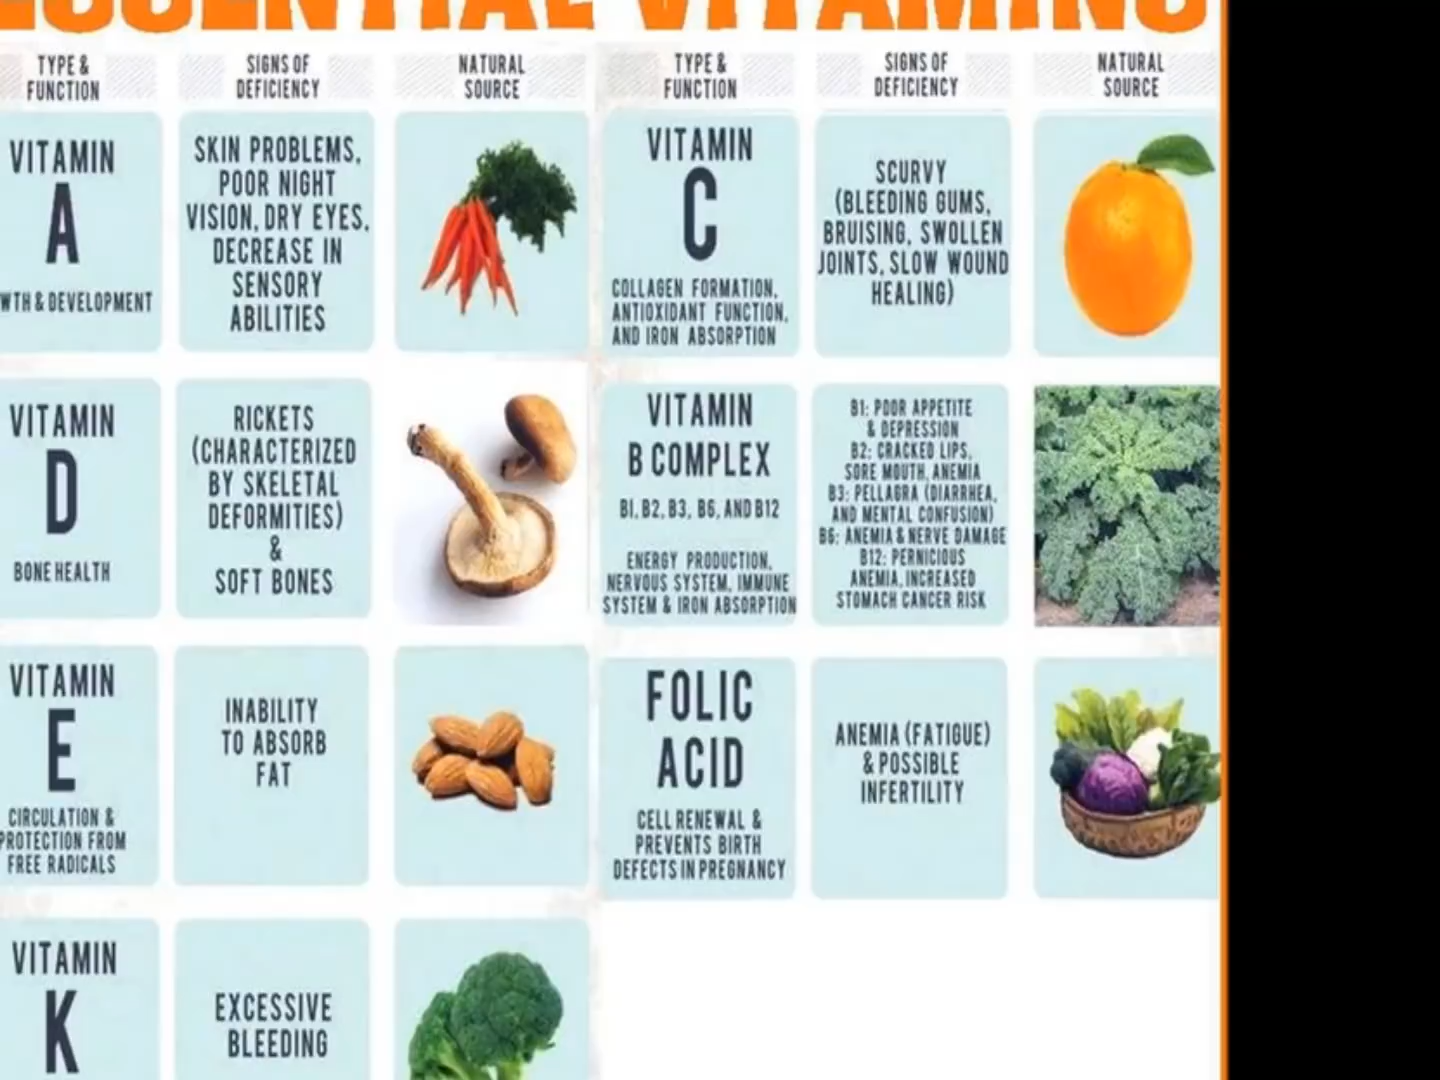 ESSENTIAL VITAMINS
TYPE &
FUNCTION
SIGNS OF
DEFICIENCY
NATURAL
SOURCE
TYPE &
FUNCTION
SIGNS OF
DEFICIENCY
NATURAL
SOURCE
VITAMIN
A
WTH & DEVELOPMENT
SKIN PROBLEMS,
POOR NIGHT
VISION, DRY EYES,
DECREASE IN
SENSORY
ABILITIES
VITAMIN
C
COLLAGEN FORMATION,
ANTIOXIDANT FUNCTION,
AND IRON ABSORPTION
SCURVY
(BLEEDING GUMS,
BRUISING, SWOLLEN
JOINTS, SLOW WOUND
HEALING)
VITAMIN
D
BONE HEALTH
RICKETS
(CHARACTERIZED
BY SKELETAL
DEFORMITIES)
&
SOFT BONES
VITAMIN
B COMPLEX
B1, B2, B3, B6, AND B12
ENERGY PRODUCTION,
NERVOUS SYSTEM, IMMUNE
SYSTEM & IRON ABSORPTION
B1: POOR APPETITE
& DEPRESSION
B2: CRACKED LIPS,
SORE MOUTH, ANEMIA
B3: PELLAGRA (DIARRHEA,
AND MENTAL CONFUSION)
B6: ANEMIA & NERVE DAMAGE
B12: PERNICIOUS
ANEMIA, INCREASED
STOMACH CANCER RISK
VITAMIN
E
CIRCULATION &
PROTECTION FROM
FREE RADICALS
INABILITY
TO ABSORB
FAT
FOLIC
ACID
CELL RENEWAL &
PREVENTS BIRTH
DEFECTS IN PREGNANCY
ANEMIA (FATIGUE)
& POSSIBLE
INFERTILITY
VITAMIN
K
EXCESSIVE
BLEEDING